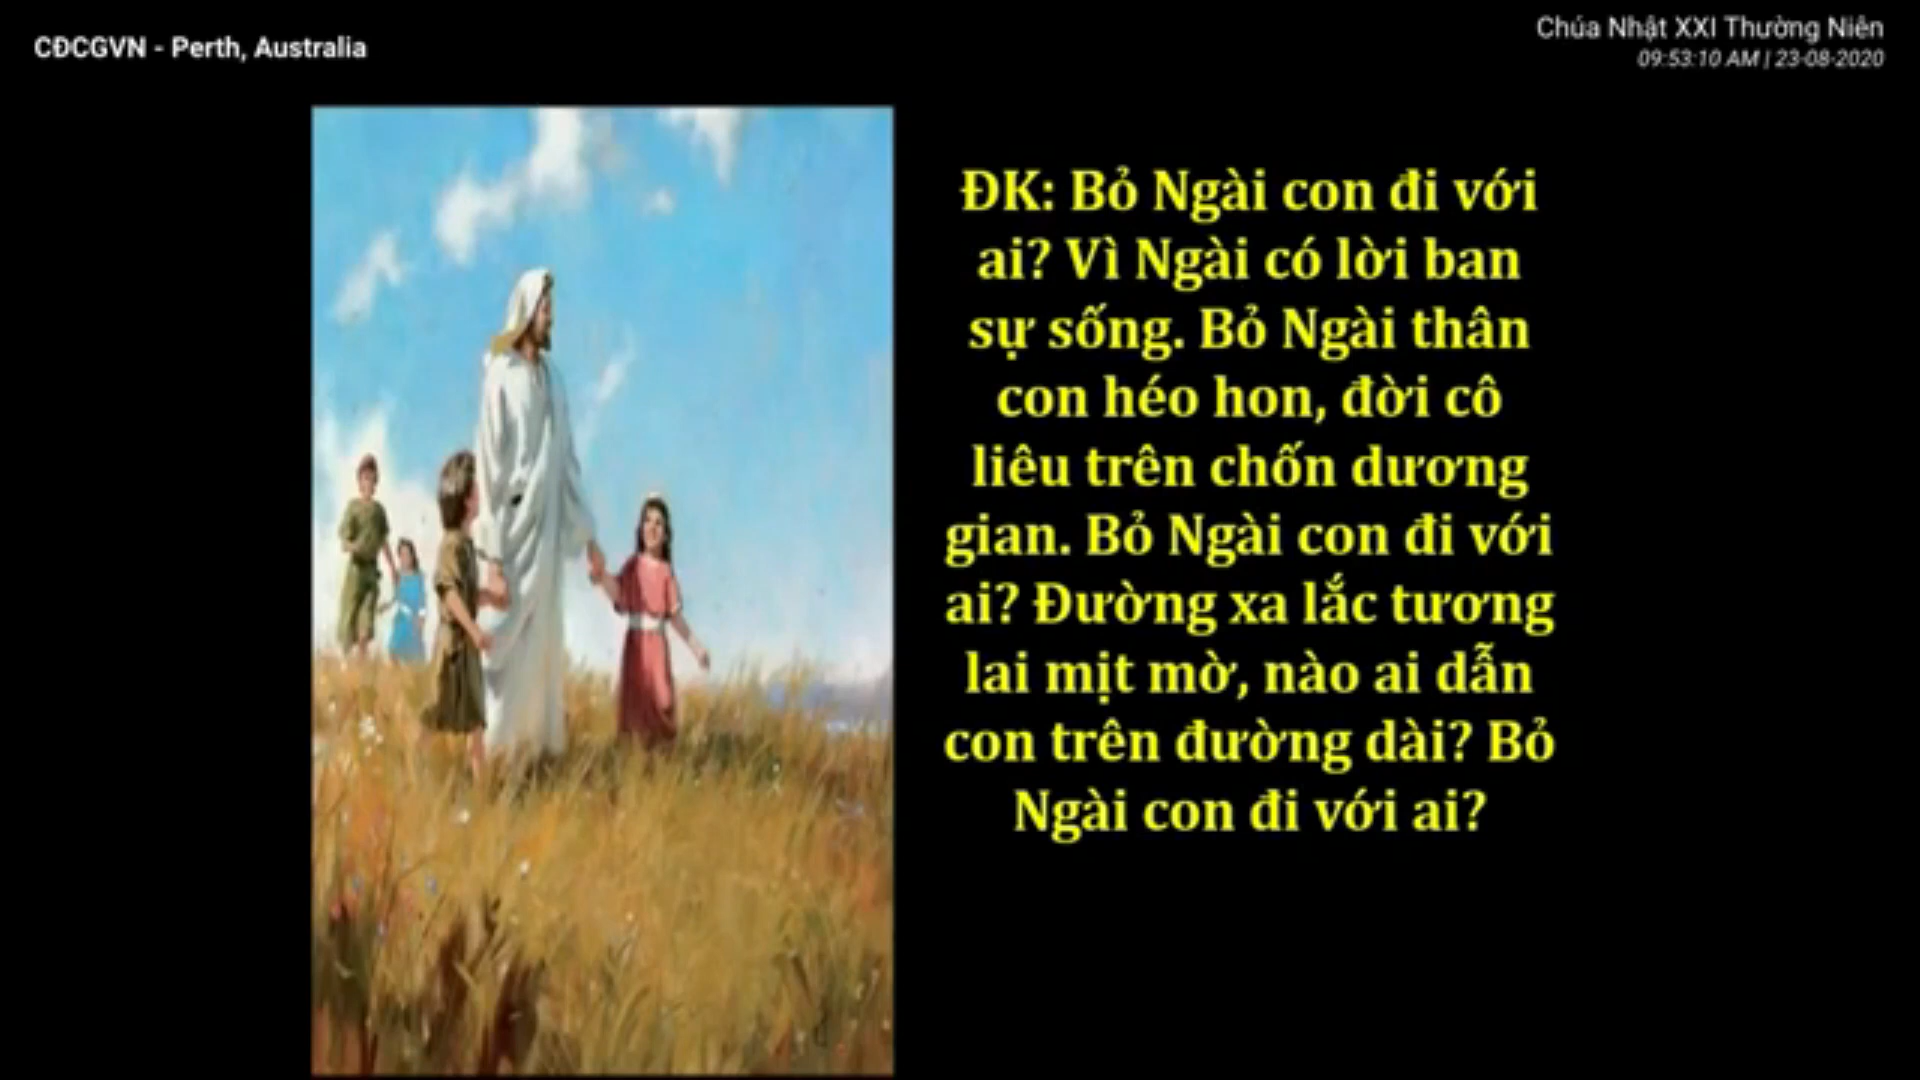 CĐCGVN - Perth, Australia
Chúa Nhật XXI Thường Niên
09:53:10 AM | 23-08-2020
ĐK: Bỏ Ngài con đi với
ai? Vì Ngài có lời ban
sự sống. Bỏ Ngài thân
con héo hon, đời cô
liêu trên chốn dương
gian. Bỏ Ngài con đi với
ai? Đường xa lắc tương
lai mịt mờ, nào ai dẫn
con trên đường dài? Bỏ
Ngài con đi với ai?